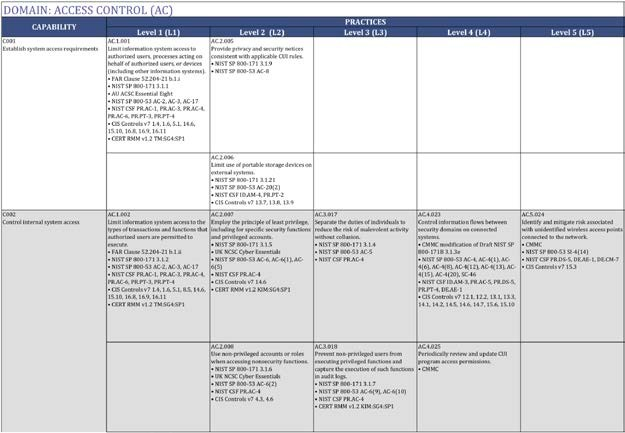 DOMAIN: ACCESS CONTROL (AC)
CAPABILITY
PRACTICES
Level 1 (L1)
Level 2 (L2)
Level 3 (L3)
Level 4 (L4)
Level 5 (L5)
C001
Establish system access requirements
AC.1.001
Limit information system access to
authorized users, processes acting on
behalf of authorized users, or devices
(including other information systems).
• FAR Clause 52.204-21 b.1.i
• NIST SP 800-171 3.1.1
• AU ACSC Essential Eight
• NIST SP 800-53 AC-2, AC-3, AC-17
• NIST CSF PR.AC-1, PR.AC-3, PR.AC-4,
PR.AC-6, PR.PT-3, PR.PT-4
• CIS Controls v7 1.4, 1.6, 5.1, 14.6,
15.10, 16.8, 16.9, 16.11
• CERT RMM v1.2 TM:SG4:SP1
AC.2.005
Provide privacy and security notices
consistent with applicable CUI rules.
• NIST SP 800-171 3.1.9
• NIST SP 800-53 AC-8
AC.2.006
Limit use of portable storage devices on
external systems.
• NIST SP 800-171 3.1.21
• NIST SP 800-53 AC-20(2)
• NIST CSF ID.AM-4, PR.PT-2
• CIS Controls v7 13.7, 13.8, 13.9
C002
Control internal system access
AC.1.002
Limit information system access to the
types of transactions and functions that
authorized users are permitted to
execute.
• FAR Clause 52.204-21 b.1.ii
• NIST SP 800-171 3.1.2
• NIST SP 800-53 AC-2, AC-3, AC-17
• NIST CSF PR.AC-1, PR.AC-3, PR.AC-4,
PR.AC-6, PR.PT-3, PR.PT-4
• CIS Controls v7 1.4, 1.6, 5.1, 8.5, 14.6,
15.10, 16.8, 16.9, 16.11
• CERT RMM v1.2 TM:SG4:SP1
AC.2.007
Employ the principle of least privilege,
including for specific security functions
and privileged accounts.
• NIST SP 800-171 3.1.5
• UK NCSC Cyber Essentials
• NIST SP 800-53 AC-6, AC-6(1), AC-
6(5)
• NIST CSF PR.AC-4
• CIS Controls v7 14.6
• CERT RMM v1.2 KIM:SG4:SP1
AC.3.017
Separate the duties of individuals to
reduce the risk of malevolent activity
without collusion.
• NIST SP 800-171 3.1.4
• NIST SP 800-53 AC-5
• NIST CSF PR.AC-4
AC.4.023
Control information flows between
security domains on connected
systems.
• CMMC modification of Draft NIST SP
800-171B 3.1.3e
• NIST SP 800-53 AC-4, AC-4(1), AC-
4(6), AC-4(8), AC-4(12), AC-4(13), AC-
4(15), AC-4(20), SC-46
• NIST CSF ID.AM-3, PR.AC-5, PR.DS-5,
PR.PT-4, DE.AE-1
• CIS Controls v7 12.1, 12.2, 13.1, 13.3,
14.1, 14.2, 14.5, 14.6, 14.7, 15.6, 15.10
AC.5.024
Identify and mitigate risk associated
with unidentified wireless access points
connected to the network.
• CMMC
• NIST SP 800-53 SI-4(14)
• NIST CSF PR.DS-5, DE.AE-1, DE.CM-7
• CIS Controls v7 15.3
AC.2.008
Use non-privileged accounts or roles
when accessing nonsecurity functions.
• NIST SP 800-171 3.1.6
• UK NCSC Cyber Essentials
• NIST SP 800-53 AC-6(2)
• NIST CSF PR.AC-4
• CIS Controls v7 4.3, 4.6
AC.3.018
Prevent non-privileged users from
executing privileged functions and
capture the execution of such functions
in audit logs.
• NIST SP 800-171 3.1.7
• NIST SP 800-53 AC-6(9), AC-6(10)
• NIST CSF PR.AC-4
• CERT RMM v1.2 KIM:SG4:SP1
AC.4.025
Periodically review and update CUI
program access permissions.
• CMMC